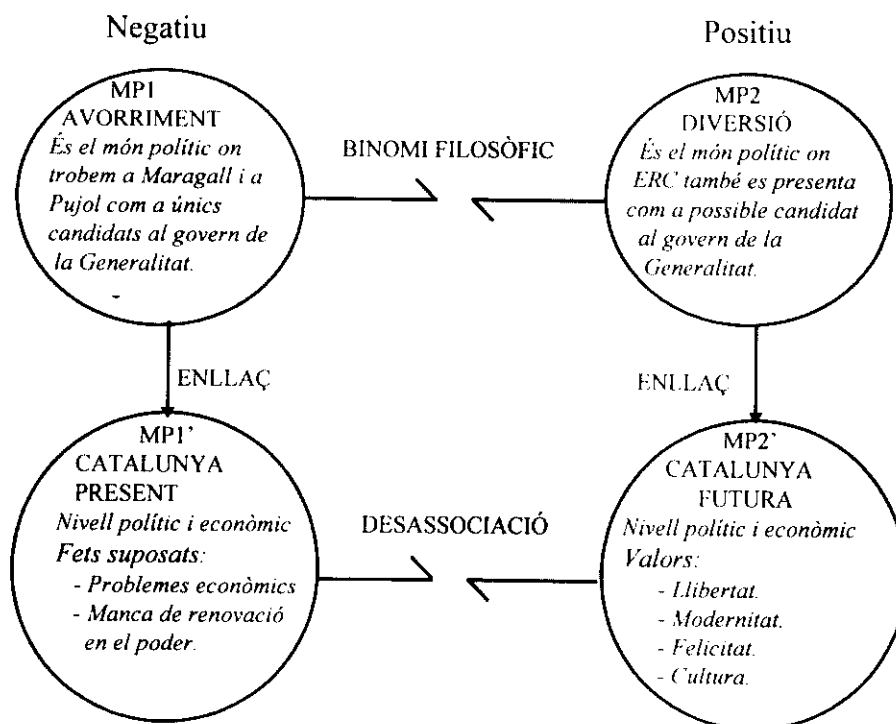 Negatiu
Positiu
MP1
AVORRIMENT
És el món polític on
trobem a Maragall i a
Pujol com a únics
candidats al govern de
la Generalitat.
BINOMI FILOSÒFIC
MP2
DIVERSIÓ
És el món polític on
ERC també es presenta
com a possible candidat
al govern de la
Generalitat.
ENLLAÇ
ENLLAÇ
MP1’
CATALUNYA
PRESENT
Nivell polític i econòmic
Fets suposats:
- Problemes econòmics
- Manca de renovació
en el poder.
DESASSOCIACIÓ
MP2‘
CATALUNYA
FUTURA
Nivell polític i econòmic
Valors:
- Llibertat.
- Modernitat.
- Felicitat.
- Cultura.